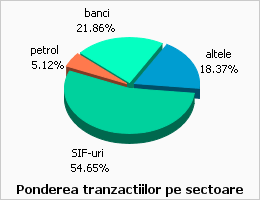 banci
21.86%
petrol
5.12%
altele
18.37%
SIF-uri
54.65%
Ponderea tranzactiilor pe sectoare